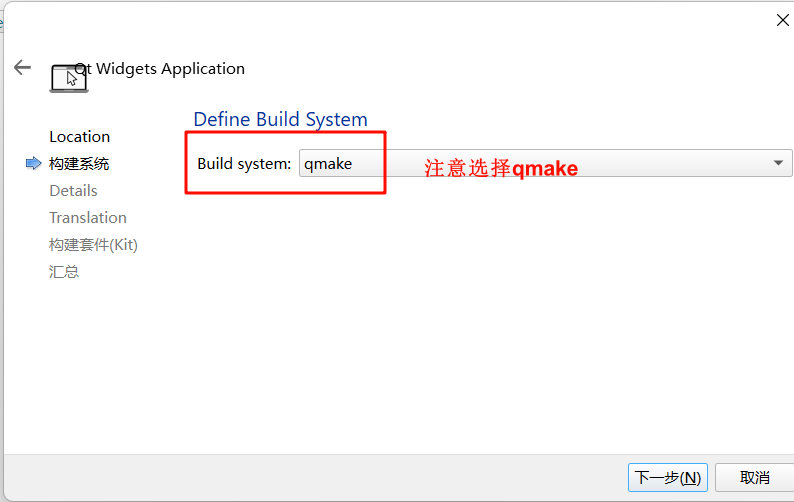 Qt Widgets Application
Define Build System
Location
Build system: qmake
注意选择qmake
构建系统
Details
Translation
构建套件(Kit)
汇总
下一步(N)
取消